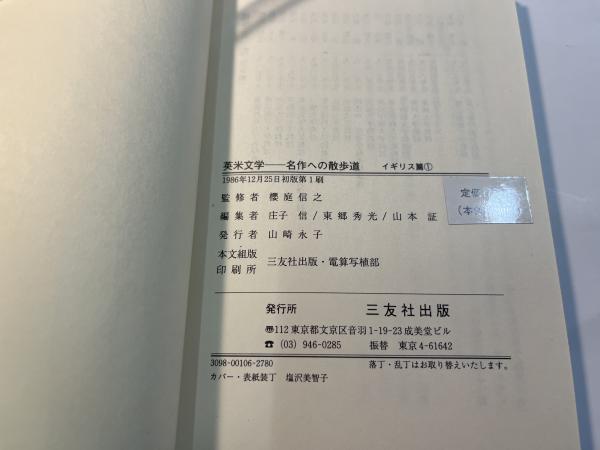 英米文学――名作への散歩道 イギリス篇①
1986年12月25日初版第1刷
監修者 櫻庭信之
編集者 庄子 信/東郷秀光/山本 証
発行者 山崎永子
本文組版
印刷所 三友社出版・電算写植部
定価
(本
発行所 三友社出版
〠112 東京都文京区音羽1-19-23 成美堂ビル
☎(03) 946-0285 振替 東京4-61642
3098-00106-2780 落丁・乱丁はお取り替えいたします。
カバー・表紙装丁 塩沢美智子